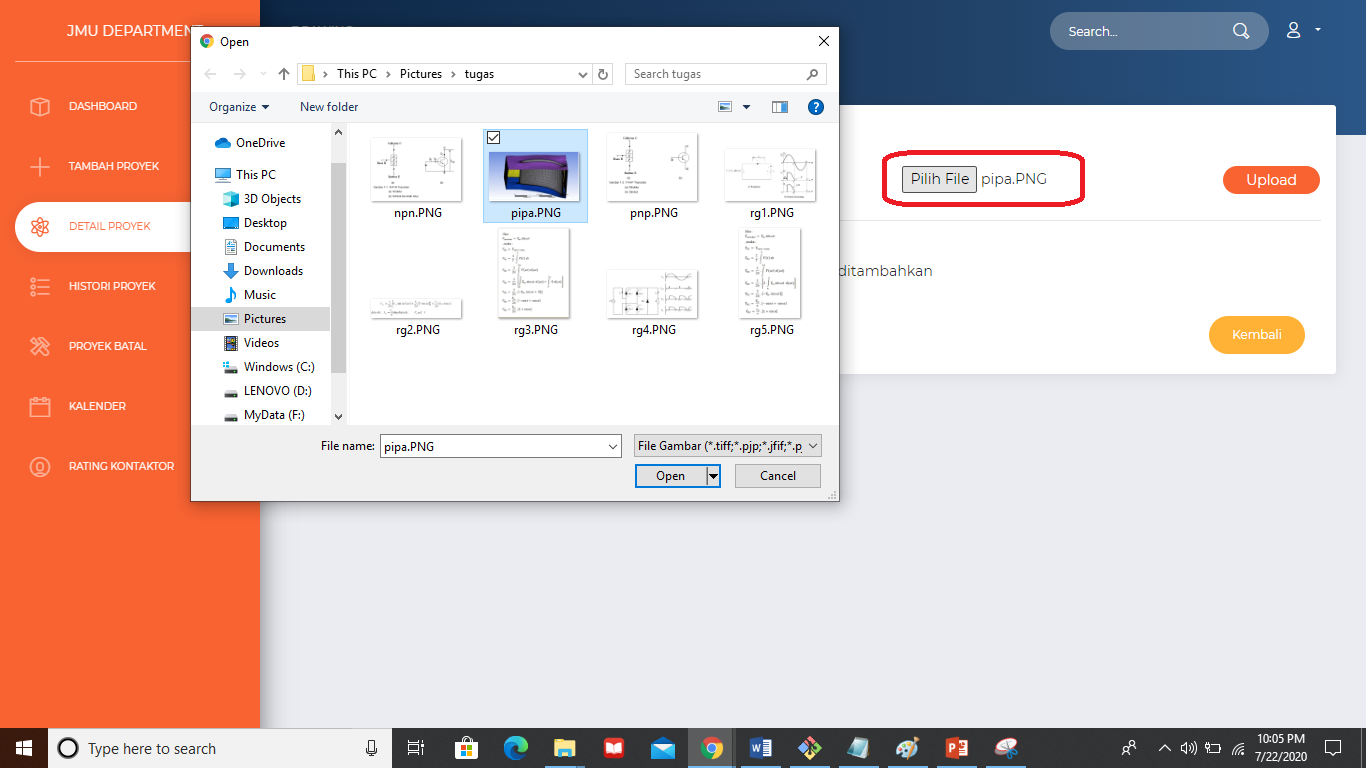 JMU DEPARTMENT
DASHBOARD
TAMBAH PROYEK
DETAIL PROYEK
HISTORI PROYEK
PROYEK BATAL
KALENDER
RATING KONTAKTOR
Search...
Open
This PC
Pictures
tugas
Search tugas
Organize
New folder
OneDrive
This PC
3D Objects
Desktop
Documents
Downloads
Music
Pictures
Videos
Windows (C:)
LENOVO (D:)
MyData (F:)
npn.PNG
pipa.PNG
pnp.PNG
rg1.PNG
rg2.PNG
rg3.PNG
rg4.PNG
rg5.PNG
File name:
pipa.PNG
File Gambar (*.tiff;*.pjp;*.jfif;*.p
Open
Cancel
Pilih File pipa.PNG
Upload
ditambahkan
Kembali
Type here to search
10:05 PM
7/22/2020